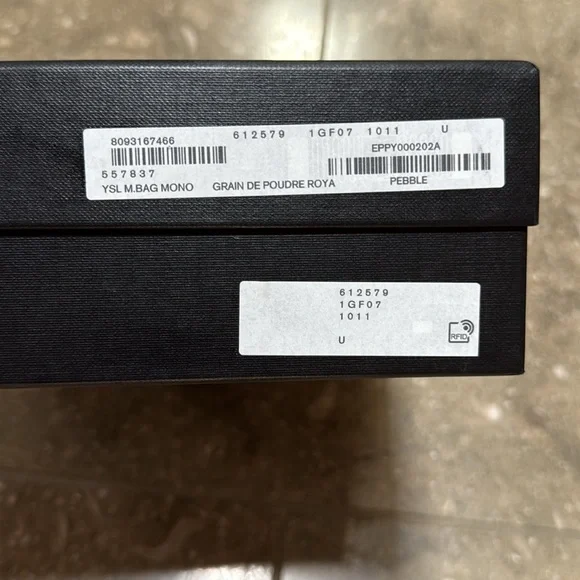 8093167466 612579 1GF07 1011 U
557837 EPPY000202A
YSL M.BAG MONO GRAIN DE POUDRE ROYA PEBBLE
612579
1GF07
1011
U
RFID